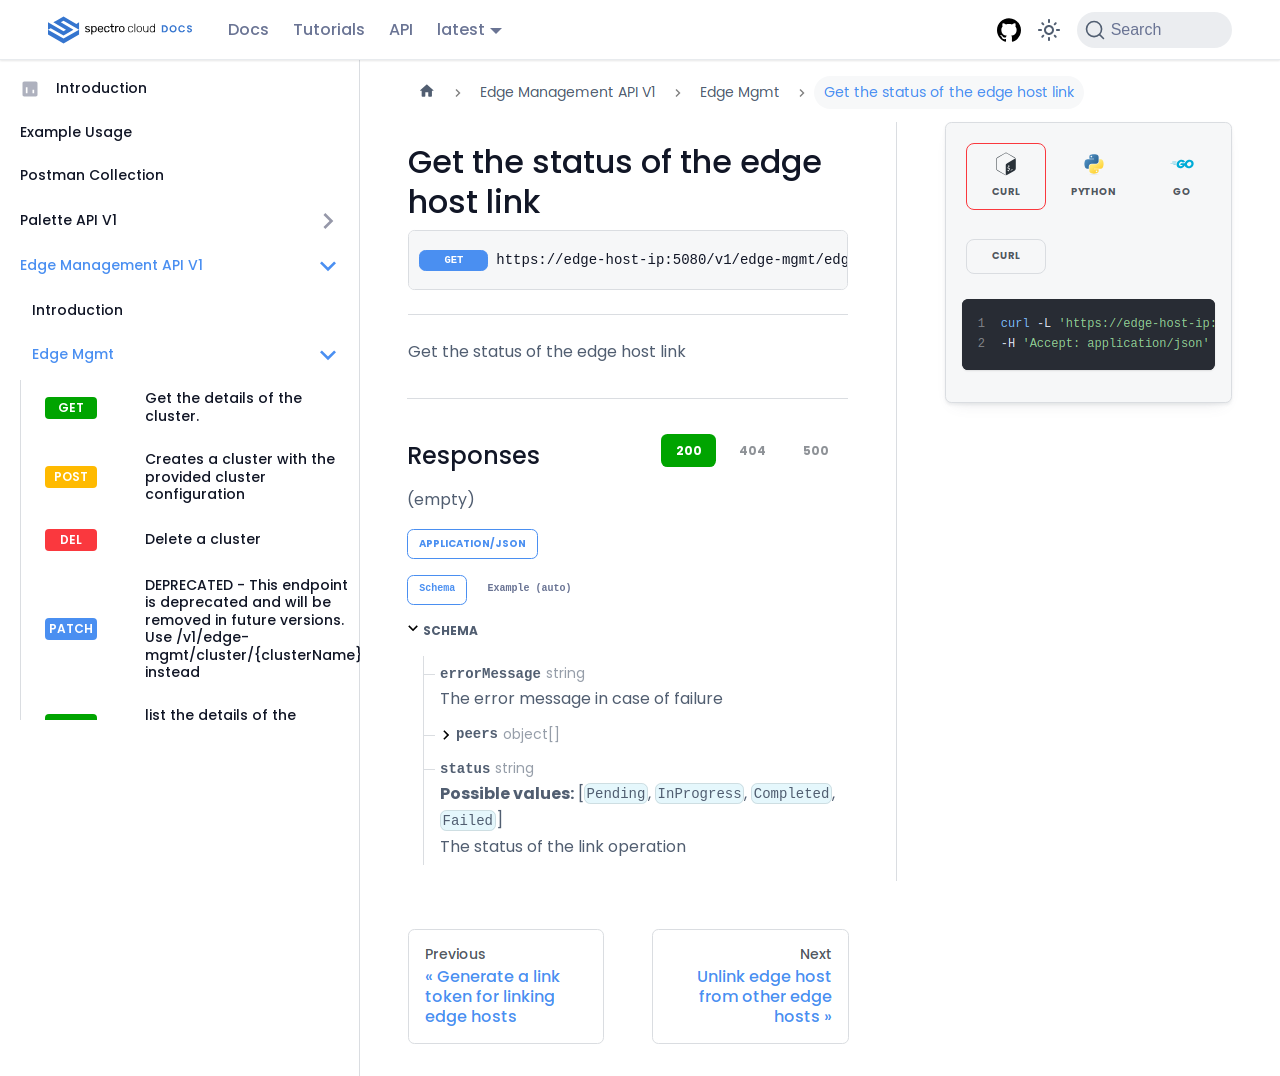 spectro cloud DOCS Docs Tutorials API latest Search
Introduction
Example Usage
Postman Collection
Palette API V1
Edge Management API V1
Introduction
Edge Mgmt
GET Get the details of the
cluster.
POST Creates a cluster with the
provided cluster
configuration
DEL Delete a cluster
PATCH DEPRECATED - This endpoint
is deprecated and will be
removed in future versions.
Use /v1/edge-
mgmt/cluster/{clusterName}
instead
list the details of the
Edge Management API V1 Edge Mgmt Get the status of the edge host link
Get the status of the edge
host link
GET https://edge-host-ip:5080/v1/edge-mgmt/edg
Get the status of the edge host link
Responses 200 404 500
(empty)
APPLICATION/JSON
Schema Example (auto)
SCHEMA
errorMessage string
The error message in case of failure
peers object[]
status string
Possible values: [Pending, InProgress, Completed,
Failed]
The status of the link operation
Previous
« Generate a link
token for linking
edge hosts
Next
Unlink edge host
from other edge
hosts »
CURL PYTHON GO
CURL
1 curl -L 'https://edge-host-ip:
2 -H 'Accept: application/json'